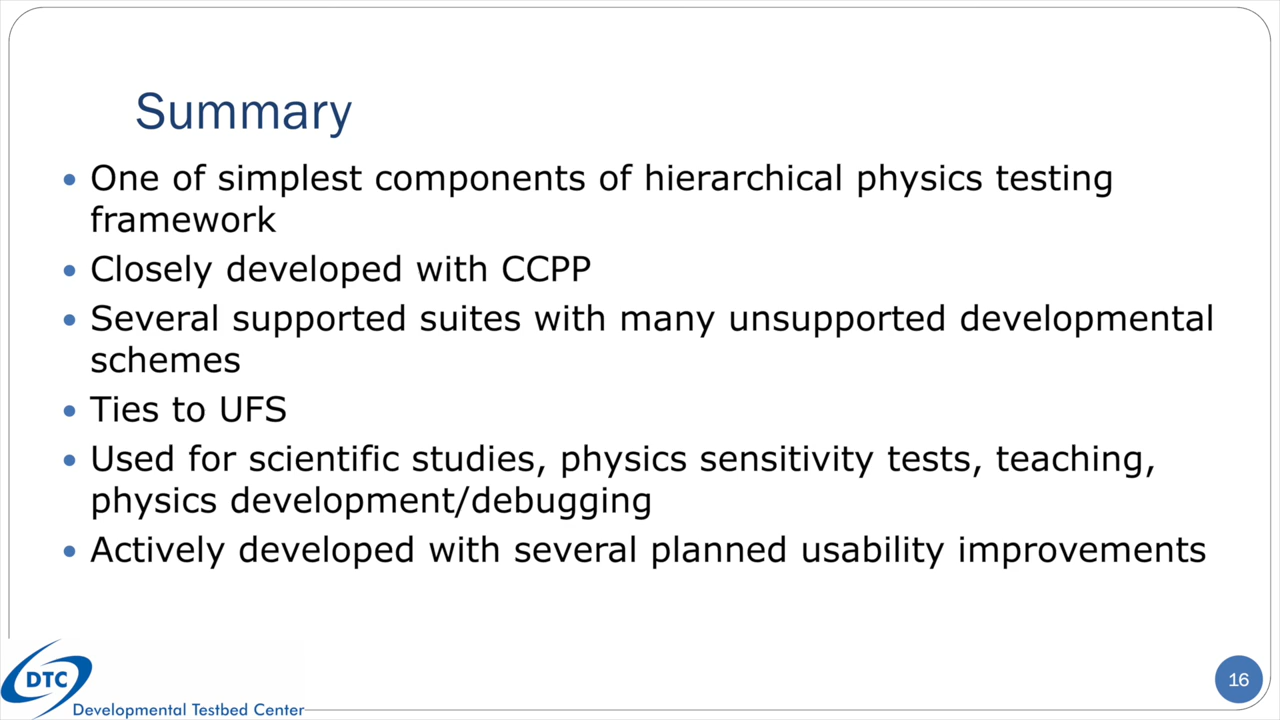 Summary
• One of simplest components of hierarchical physics testing
framework
• Closely developed with CCPP
• Several supported suites with many unsupported developmental
schemes
• Ties to UFS
• Used for scientific studies, physics sensitivity tests, teaching,
physics development/debugging
• Actively developed with several planned usability improvements
DTC
Developmental Testbed Center
16